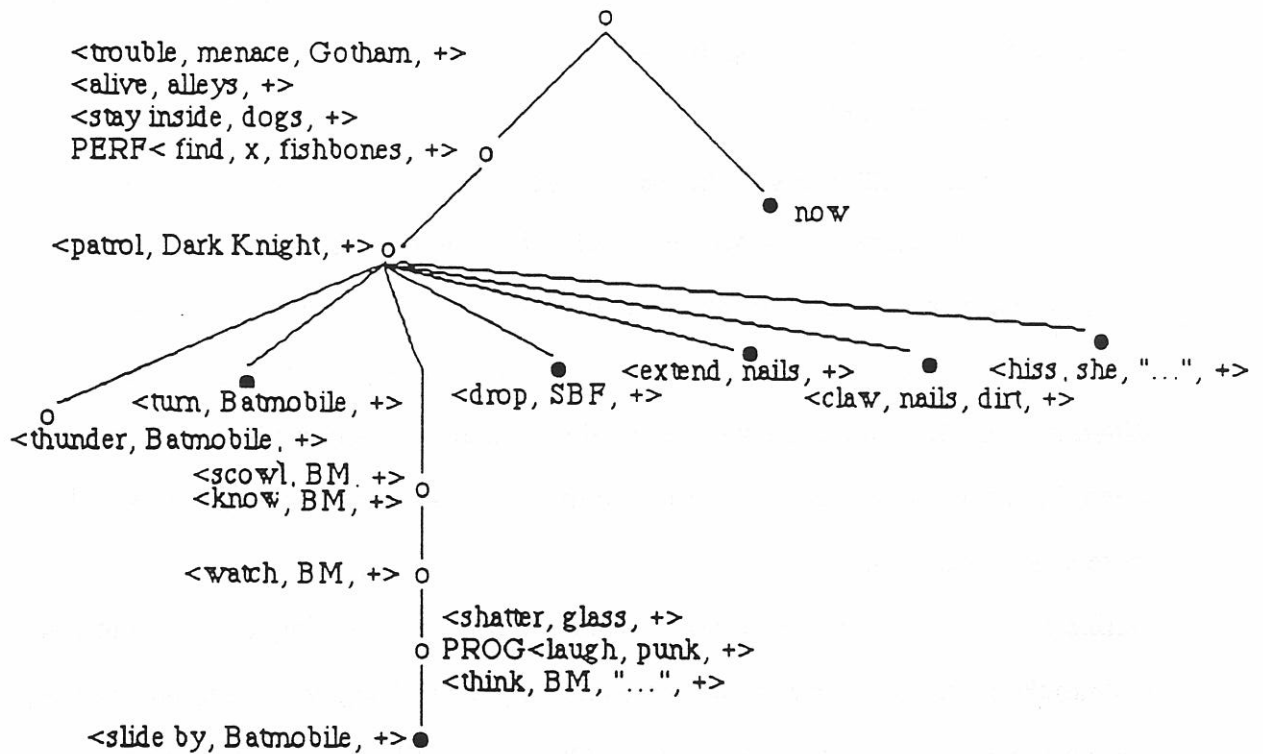 <trouble, menace, Gotham, +>
<alive, alleys, +>
<stay inside, dogs, +>
PERF< find, x, fishbones, +>
now
<patrol, Dark Knight, +>
<thunder, Batmobile, +>
<turn, Batmobile, +>
<drop, SBF, +>
<extend, nails, +>
<claw, nails, dirt, +>
<hiss, she, "...", +>
<scowl, BM, +>
<know, BM, +>
<watch, BM, +>
<shatter, glass, +>
PROG<laugh, punk, +>
<think, BM, "...", +>
<slide by, Batmobile, +>